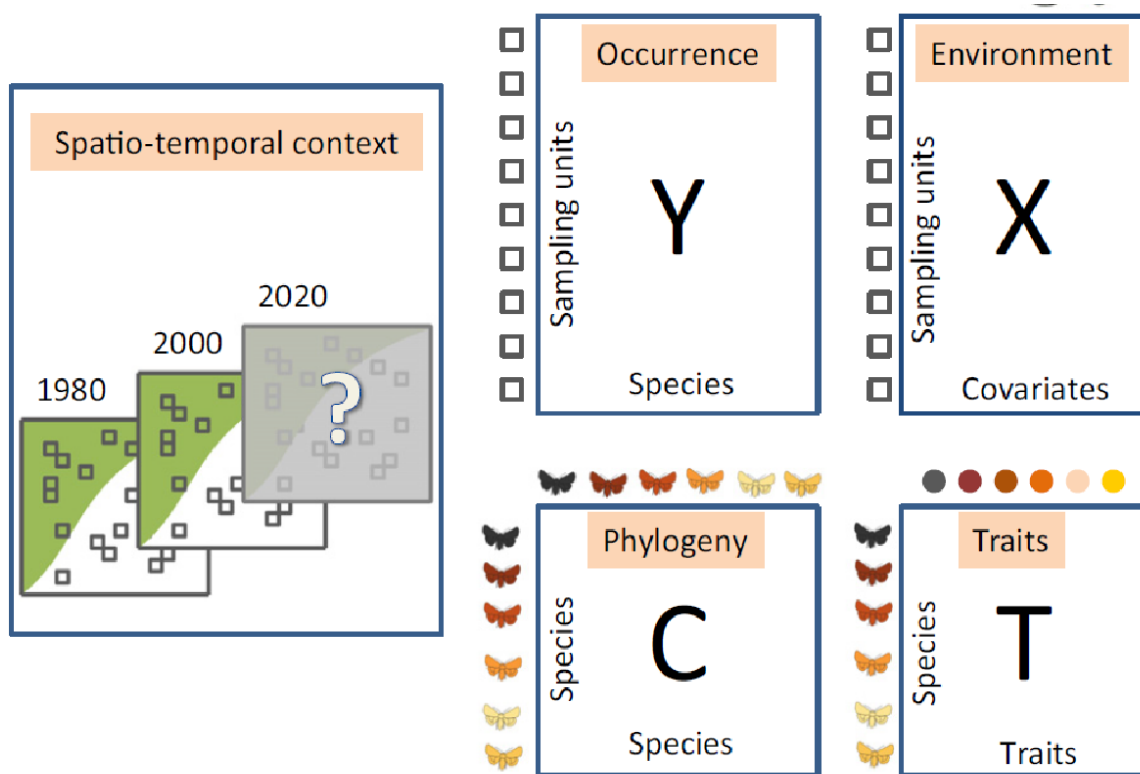 Spatio-temporal context
1980
2000
2020
?
Occurrence
Sampling units
Y
Species
Environment
Sampling units
X
Covariates
Phylogeny
Species
C
Species
Traits
Species
T
Traits